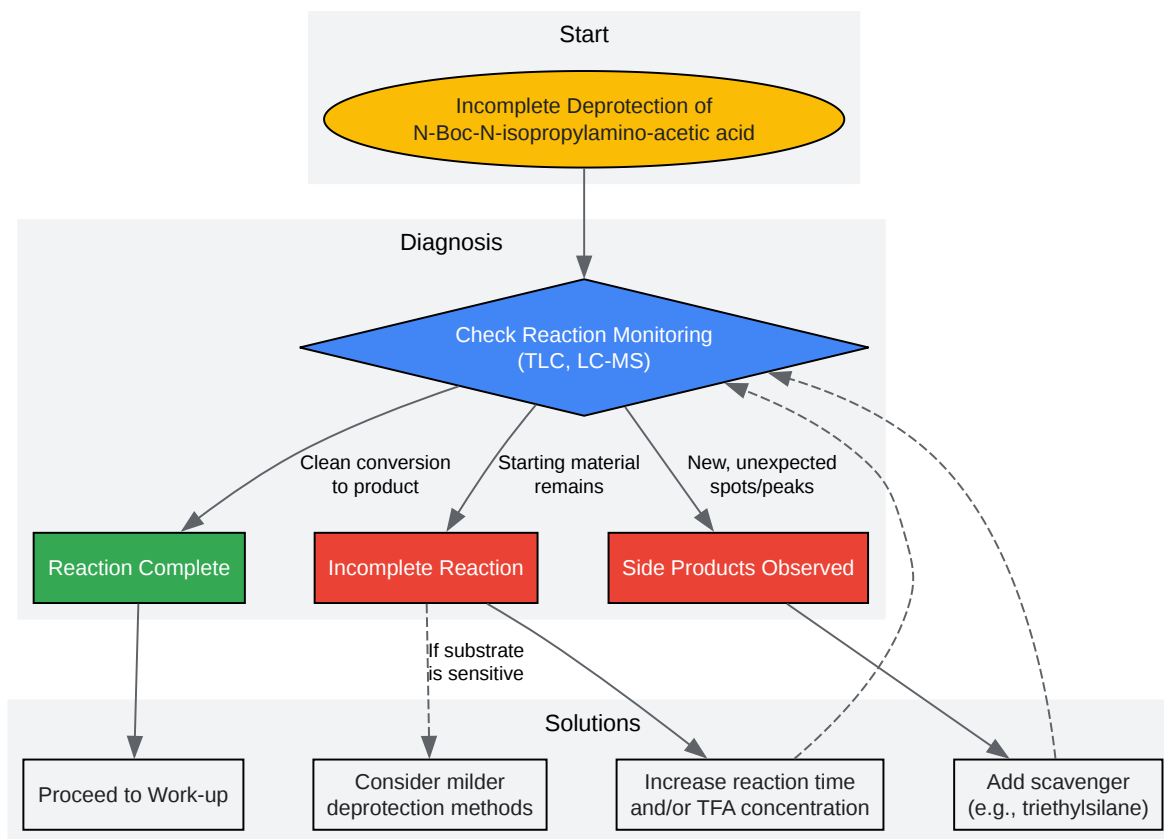 Start
Incomplete Deprotection of
N-Boc-N-isopropylamino-acetic acid
Diagnosis
Check Reaction Monitoring
(TLC, LC-MS)
Clean conversion
to product
Starting material
remains
New, unexpected
spots/peaks
Reaction Complete
Incomplete Reaction
Side Products Observed
If substrate
is sensitive
Solutions
Proceed to Work-up
Consider milder
deprotection methods
Increase reaction time
and/or TFA concentration
Add scavenger
(e.g., triethylsilane)